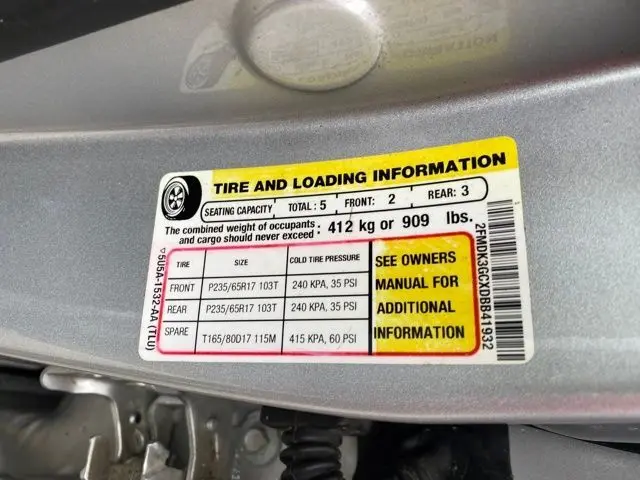 TIRE AND LOADING INFORMATION
SEATING CAPACITY TOTAL : 5 FRONT: 2 REAR: 3
The combined weight of occupants and cargo should never exceed : 412 kg or 909 lbs.
TIRE SIZE COLD TIRE PRESSURE
FRONT P235/65R17 103T 240 KPA, 35 PSI
REAR P235/65R17 103T 240 KPA, 35 PSI
SPARE T165/80D17 115M 415 KPA, 60 PSI
SEE OWNERS
MANUAL FOR
ADDITIONAL
INFORMATION
5U5A-1532-AA (TLU)
2FMDK3GCXDBB41932